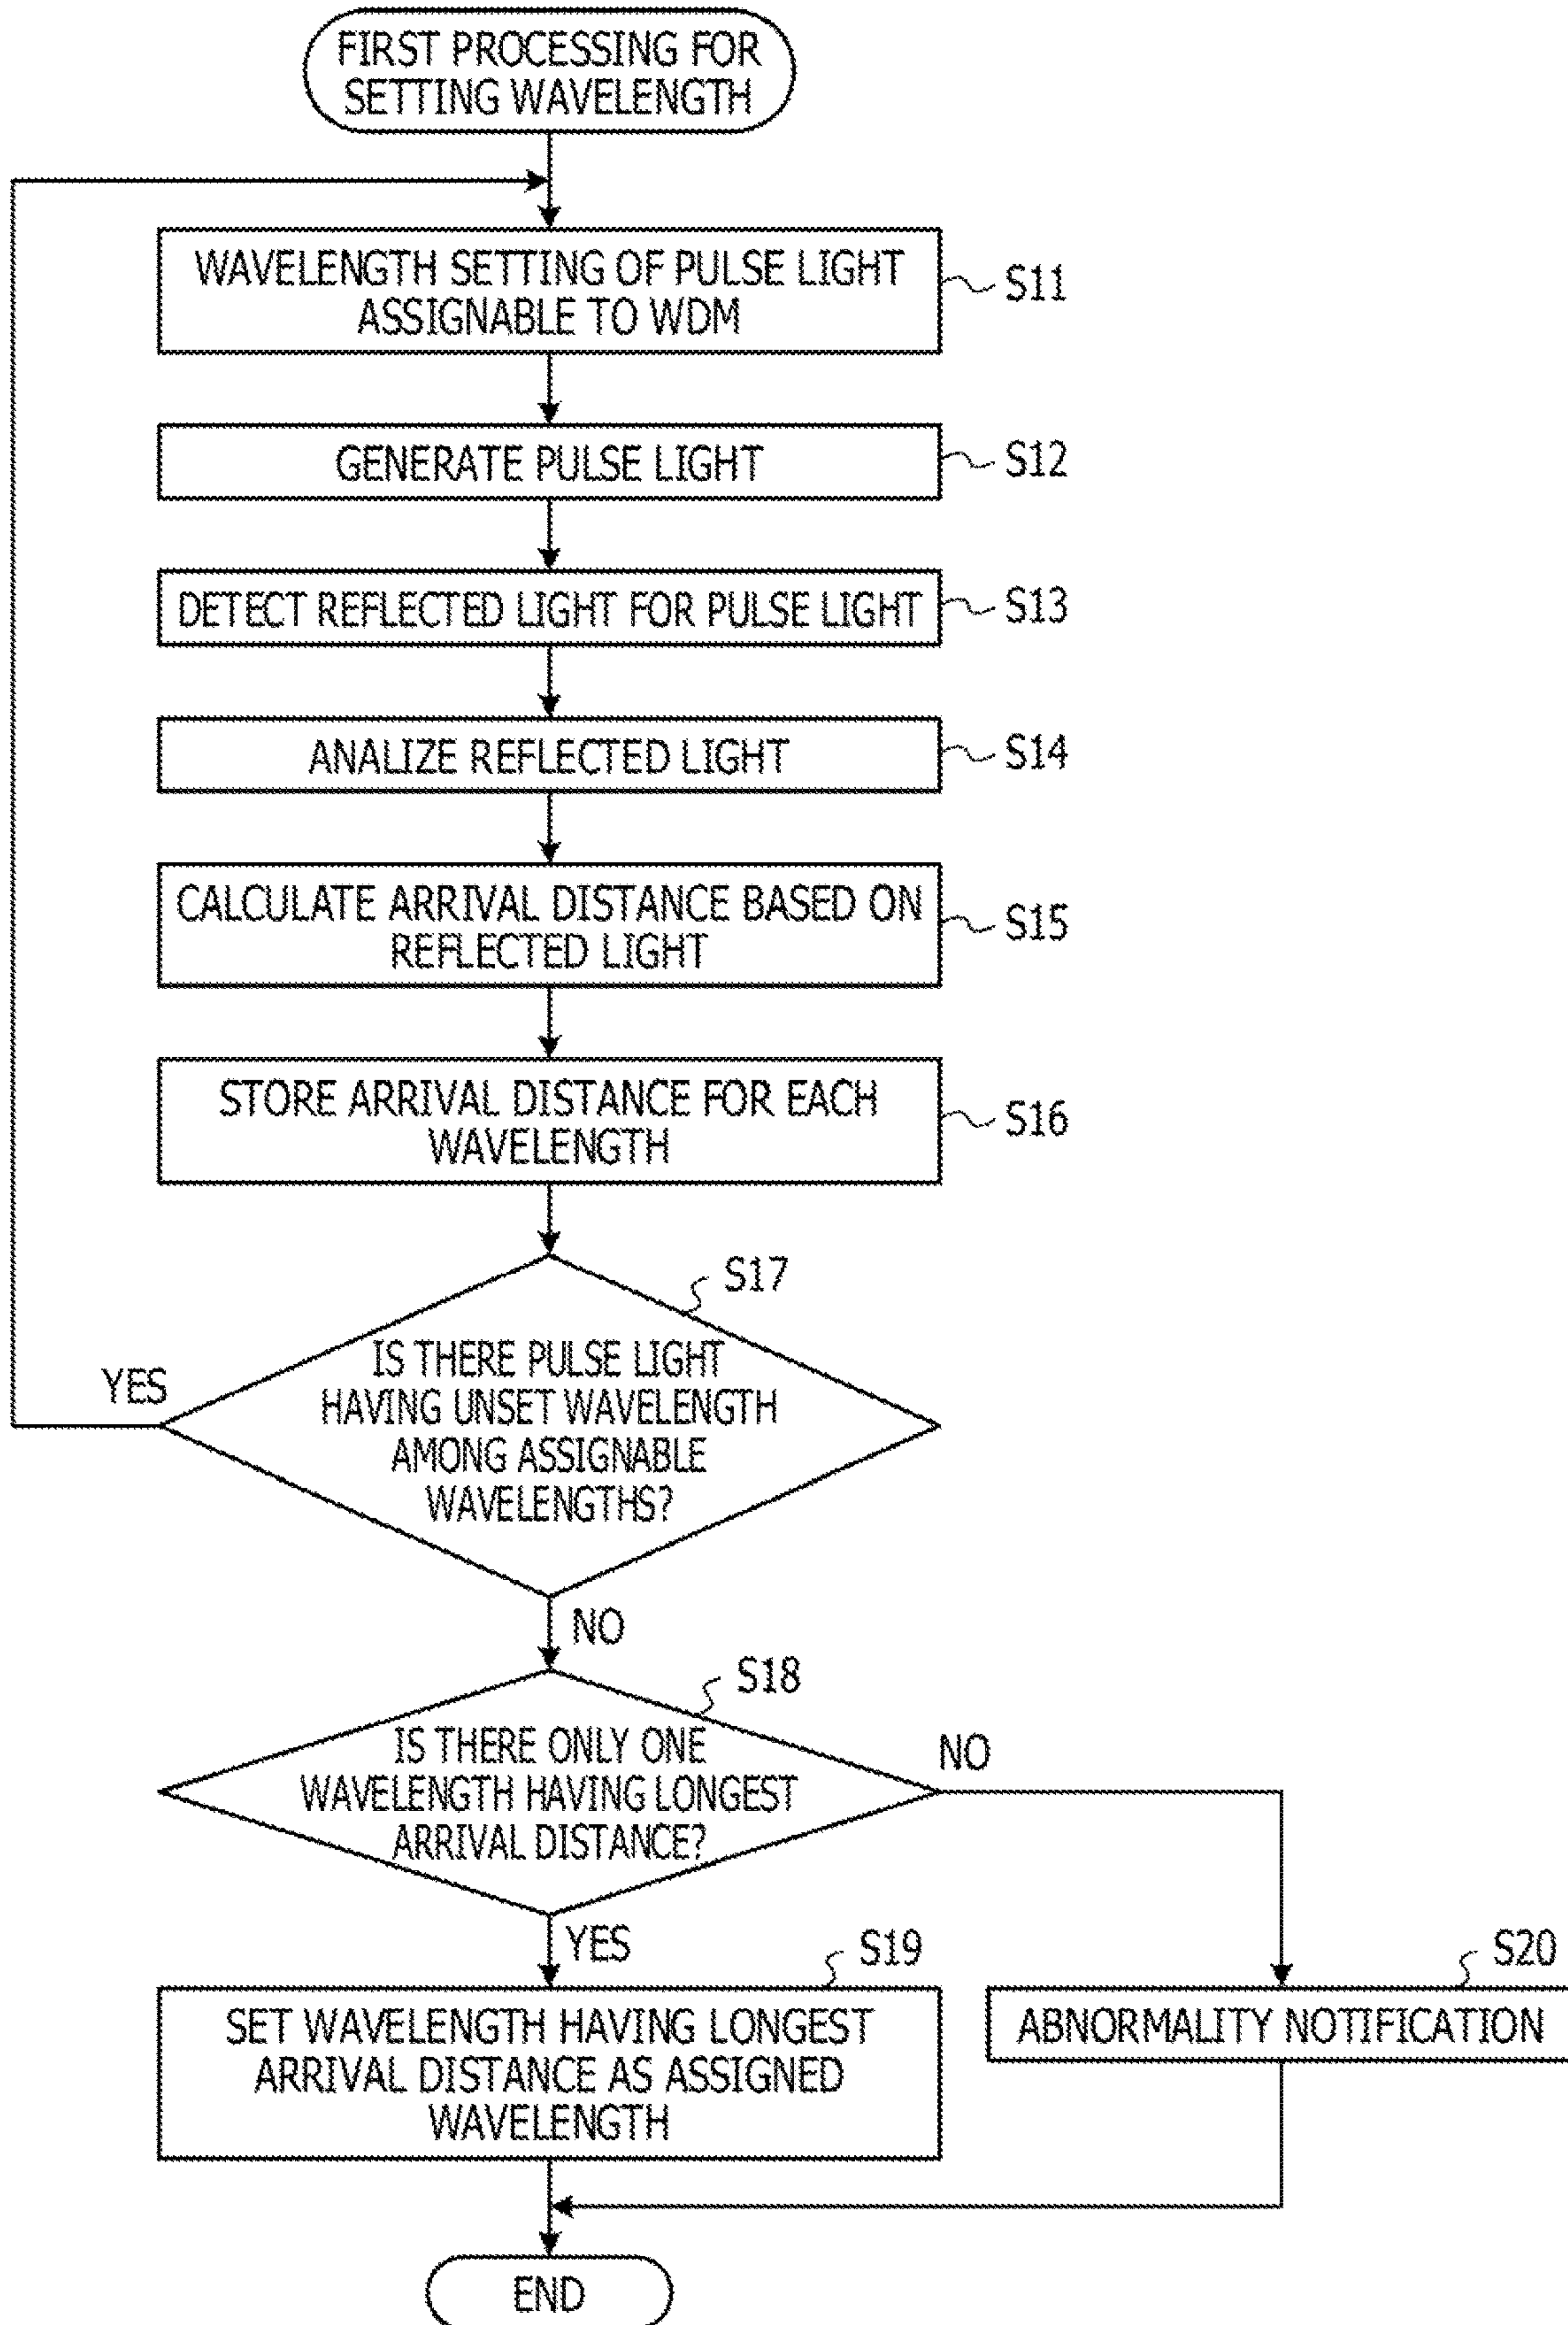 FIRST PROCESSING FOR
SETTING WAVELENGTH
WAVELENGTH SETTING OF PULSE LIGHT
ASSIGNABLE TO WDM
S11
GENERATE PULSE LIGHT
S12
DETECT REFLECTED LIGHT FOR PULSE LIGHT
S13
ANALIZE REFLECTED LIGHT
S14
CALCULATE ARRIVAL DISTANCE BASED ON
REFLECTED LIGHT
S15
STORE ARRIVAL DISTANCE FOR EACH
WAVELENGTH
S16
S17
IS THERE PULSE LIGHT
HAVING UNSET WAVELENGTH
AMONG ASSIGNABLE
WAVELENGTHS?
YES
NO
S18
IS THERE ONLY ONE
WAVELENGTH HAVING LONGEST
ARRIVAL DISTANCE?
NO
YES
S19
SET WAVELENGTH HAVING LONGEST
ARRIVAL DISTANCE AS ASSIGNED
WAVELENGTH
S20
ABNORMALITY NOTIFICATION
END